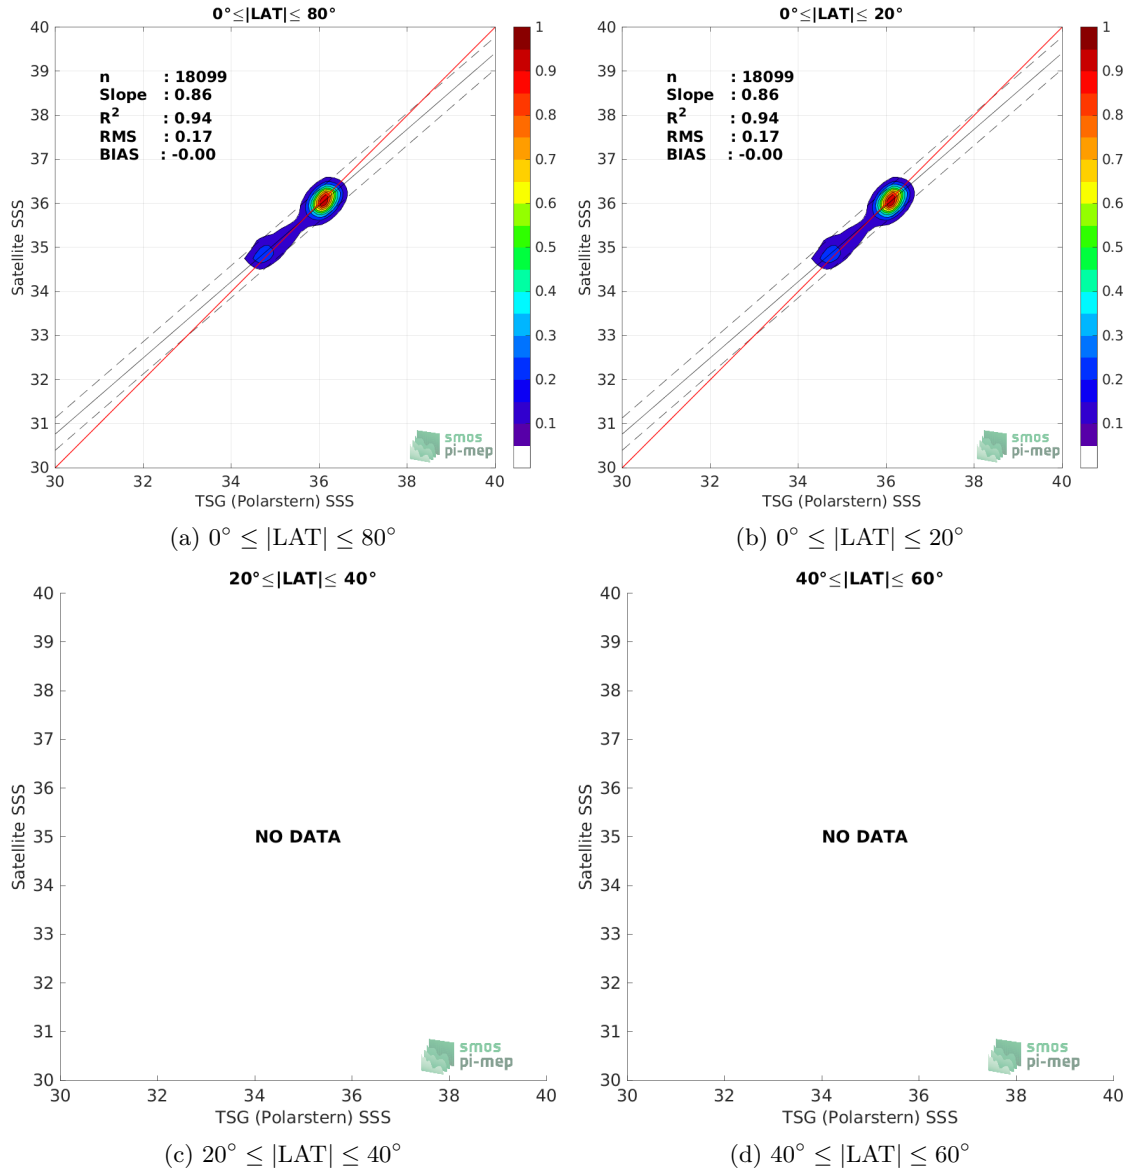 0°≤|LAT|≤ 80°
40
39
38
37
36
35
34
33
32
31
30
Satellite SSS
n : 18099
Slope : 0.86
R² : 0.94
RMS : 0.17
BIAS : -0.00
smos
pi-mep
30 32 34 36 38 40
TSG (Polarstern) SSS
1
0.9
0.8
0.7
0.6
0.5
0.4
0.3
0.2
0.1
(a) 0° ≤ |LAT| ≤ 80°
0°≤|LAT|≤ 20°
40
39
38
37
36
35
34
33
32
31
30
Satellite SSS
n : 18099
Slope : 0.86
R² : 0.94
RMS : 0.17
BIAS : -0.00
smos
pi-mep
30 32 34 36 38 40
TSG (Polarstern) SSS
1
0.9
0.8
0.7
0.6
0.5
0.4
0.3
0.2
0.1
(b) 0° ≤ |LAT| ≤ 20°
20°≤|LAT|≤ 40°
40
39
38
37
36
35
34
33
32
31
30
Satellite SSS
NO DATA
smos
pi-mep
30 32 34 36 38 40
TSG (Polarstern) SSS
(c) 20° ≤ |LAT| ≤ 40°
40°≤|LAT|≤ 60°
40
39
38
37
36
35
34
33
32
31
30
Satellite SSS
NO DATA
smos
pi-mep
30 32 34 36 38 40
TSG (Polarstern) SSS
(d) 40° ≤ |LAT| ≤ 60°